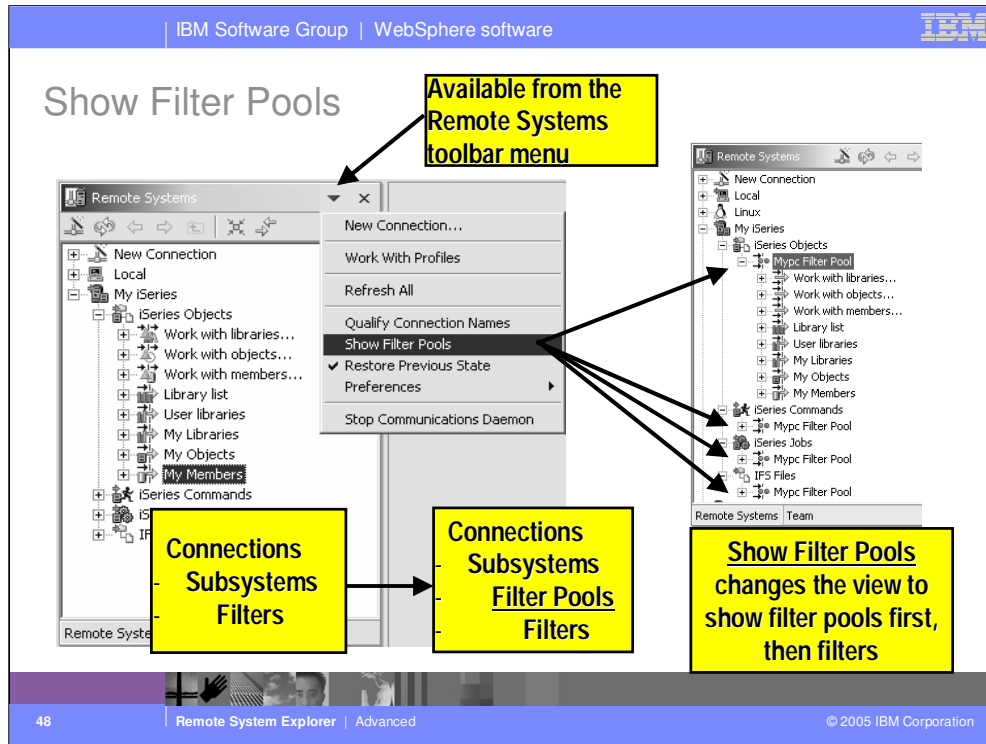 IBM Software Group | WebSphere software
IBM
Show Filter Pools
Available from the
Remote Systems
toolbar menu
Remote Systems
New Connection
Local
My iSeries
iSeries Objects
Work with libraries...
Work with objects...
Work with members...
Library list
User libraries
My Libraries
My Objects
My Members
iSeries Commands
iS
IF
Remote Syste
New Connection...
Work With Profiles
Refresh All
Qualify Connection Names
Show Filter Pools
Restore Previous State
Preferences
Stop Communications Daemon
Remote Systems
New Connection
Local
Linux
My iSeries
iSeries Objects
Mypc Filter Pool
Work with libraries...
Work with objects...
Work with members...
Library list
User libraries
My Libraries
My Objects
My Members
iSeries Commands
Mypc Filter Pool
iSeries Jobs
Mypc Filter Pool
IFS Files
Mypc Filter Pool
Remote Systems Team
Connections
- Subsystems
- Filters
Connections
- Subsystems
- Filter Pools
- Filters
Show Filter Pools
changes the view to
show filter pools first,
then filters
48
Remote System Explorer | Advanced
© 2005 IBM Corporation